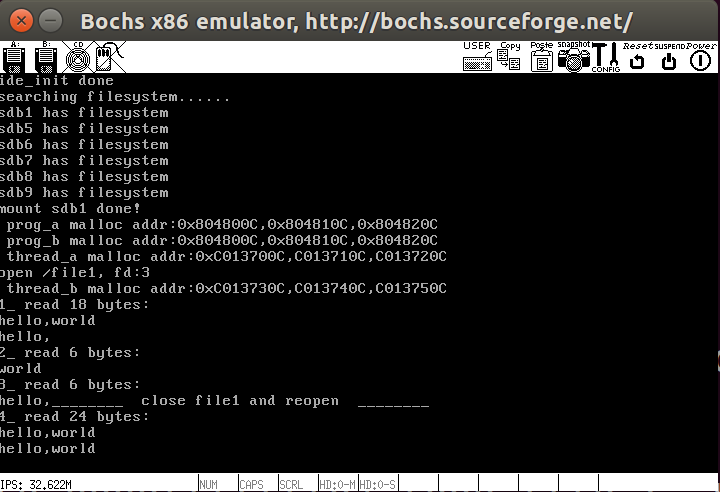 Bochs x86 emulator, http://bochs.sourceforge.net/
A: B: CD USER Copy Paste snapshot CONFIG Reset SUSPEND Power
ide_init done
searching filesystem......
sdb1 has filesystem
sdb5 has filesystem
sdb6 has filesystem
sdb7 has filesystem
sdb8 has filesystem
sdb9 has filesystem
mount sdb1 done!
prog_a malloc addr:0x804800C,0x804810C,0x804820C
prog_b malloc addr:0x804800C,0x804810C,0x804820C
thread_a malloc addr:0xC013700C,C013710C,C013720C
open /file1, fd:3
thread_b malloc addr:0xC013730C,C013740C,C013750C
1_ read 18 bytes:
hello,world
hello,
2_ read 6 bytes:
world
3_ read 6 bytes:
hello,________ close file1 and reopen ________
4_ read 24 bytes:
hello,world
hello,world
IPS: 32.622M NUM CAPS SCRL HD:0-M HD:0-S